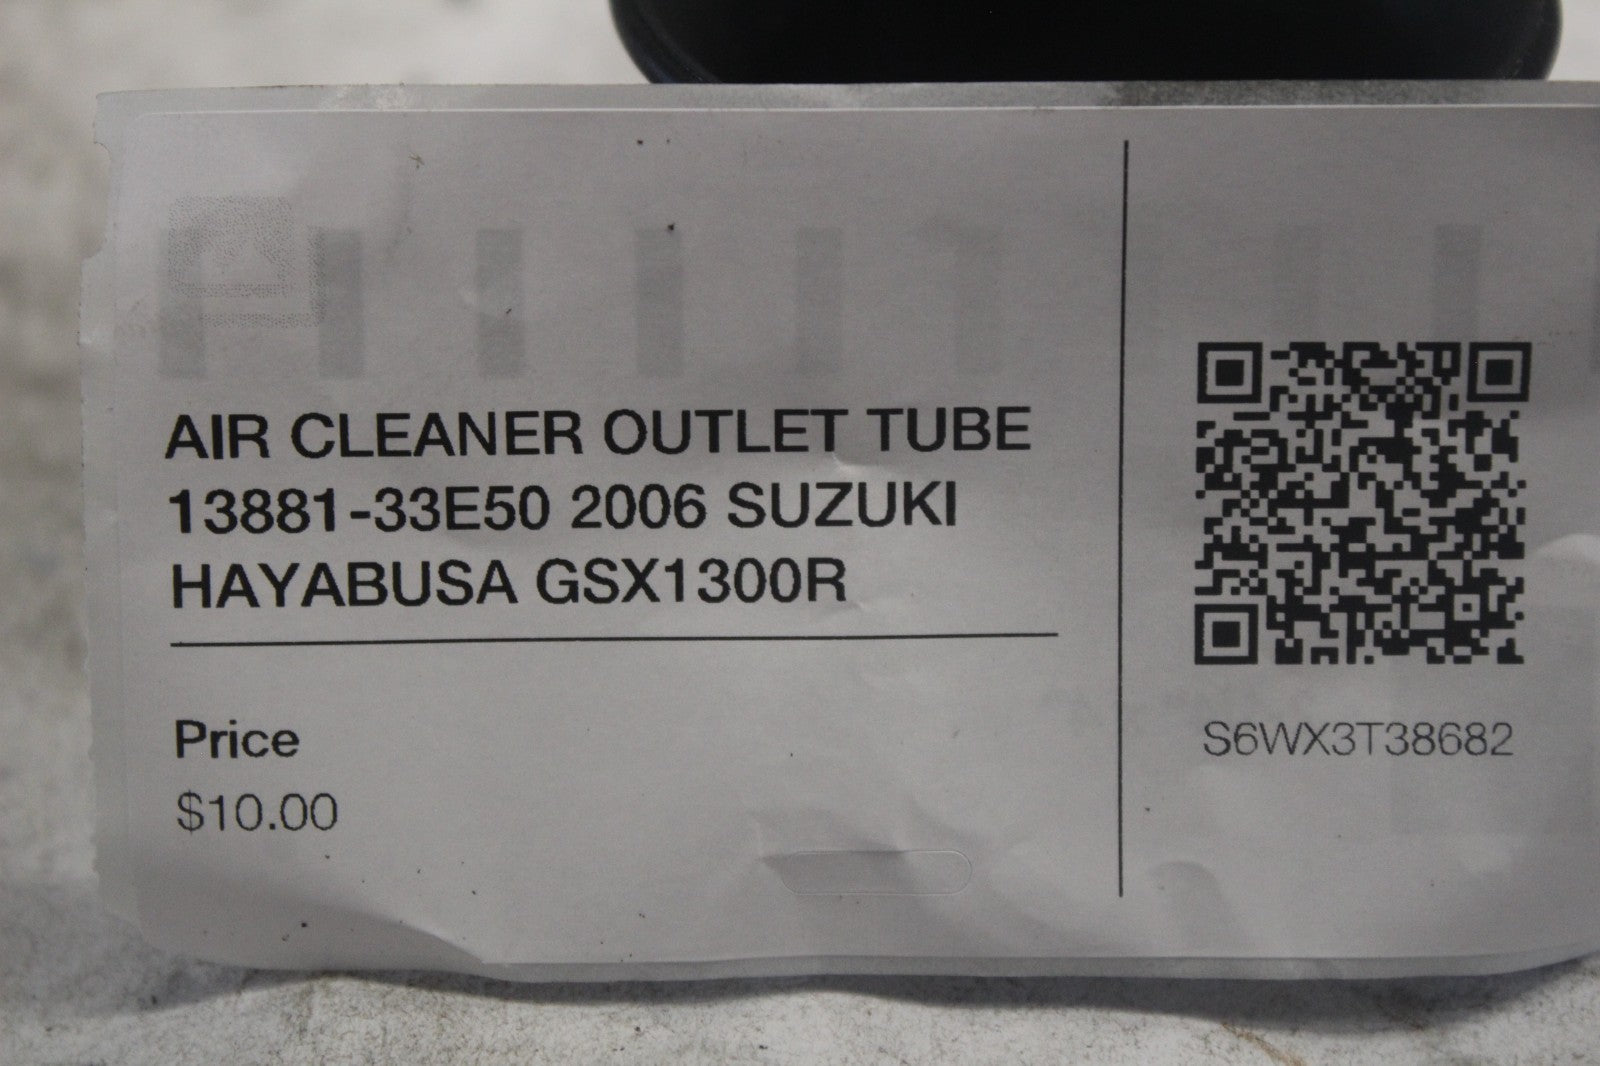 AIR CLEANER OUTLET TUBE
13881-33E50 2006 SUZUKI
HAYABUSA GSX1300R
Price
$10.00
S6WX3T38682